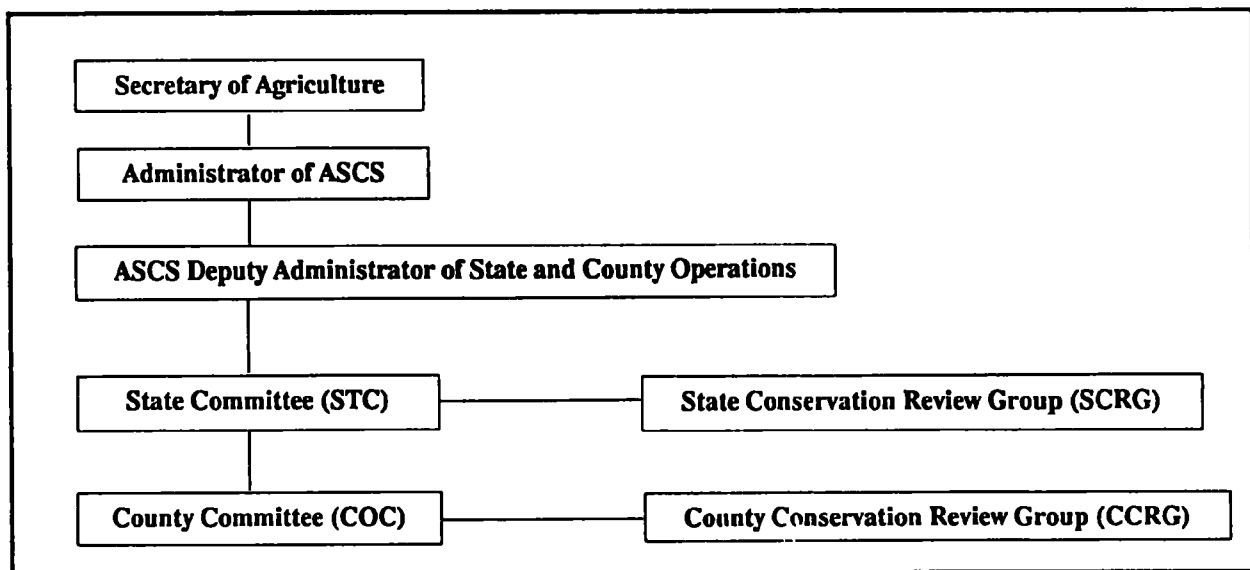 Secretary of Agriculture
Administrator of ASCS
ASCS Deputy Administrator of State and County Operations
State Committee (STC)
State Conservation Review Group (SCRG)
County Committee (COC)
County Conservation Review Group (CCRG)